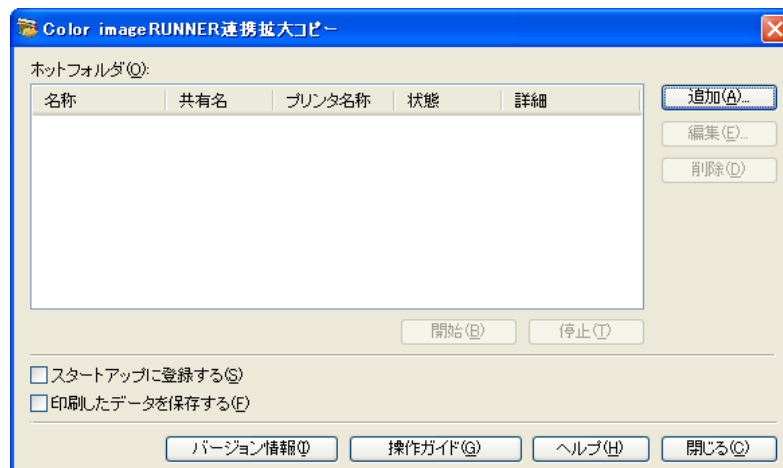 Color imageRUNNER連携拡大コピー
ホットフォルダ(O):
名称 共有名 プリンタ名称 状態 詳細
追加(A)...
編集(E)...
削除(D)
開始(B) 停止(T)
スタートアップに登録する(S)
印刷したデータを保存する(F)
バージョン情報(I) 操作ガイド(G) ヘルプ(H) 閉じる(C)